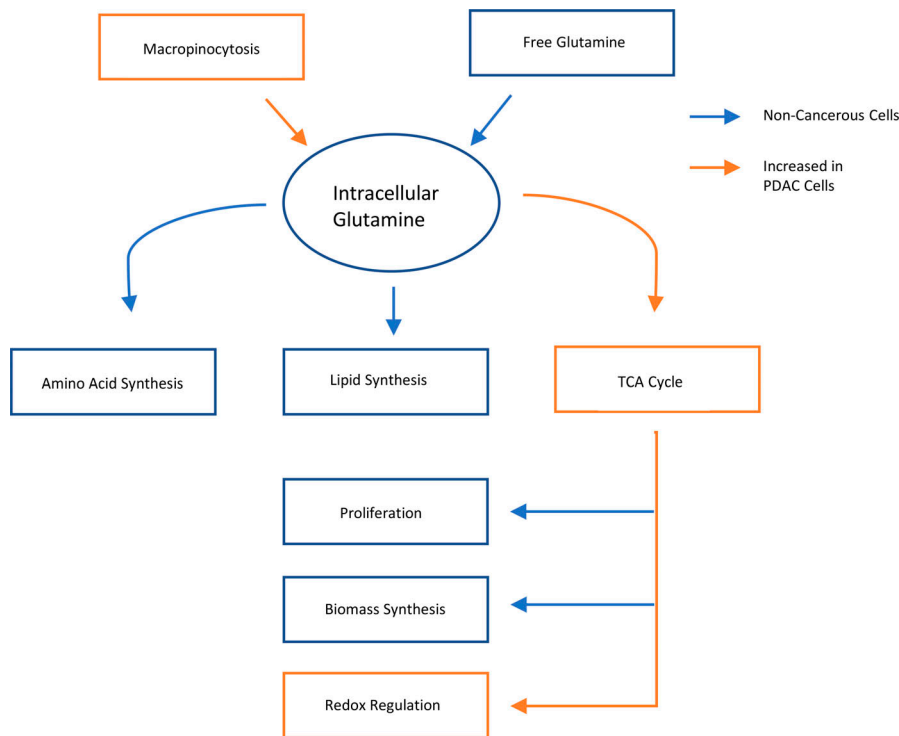 Macropinocytosis
Free Glutamine
Non-Cancerous Cells
Increased in
PDAC Cells
Intracellular
Glutamine
Amino Acid Synthesis
Lipid Synthesis
TCA Cycle
Proliferation
Biomass Synthesis
Redox Regulation